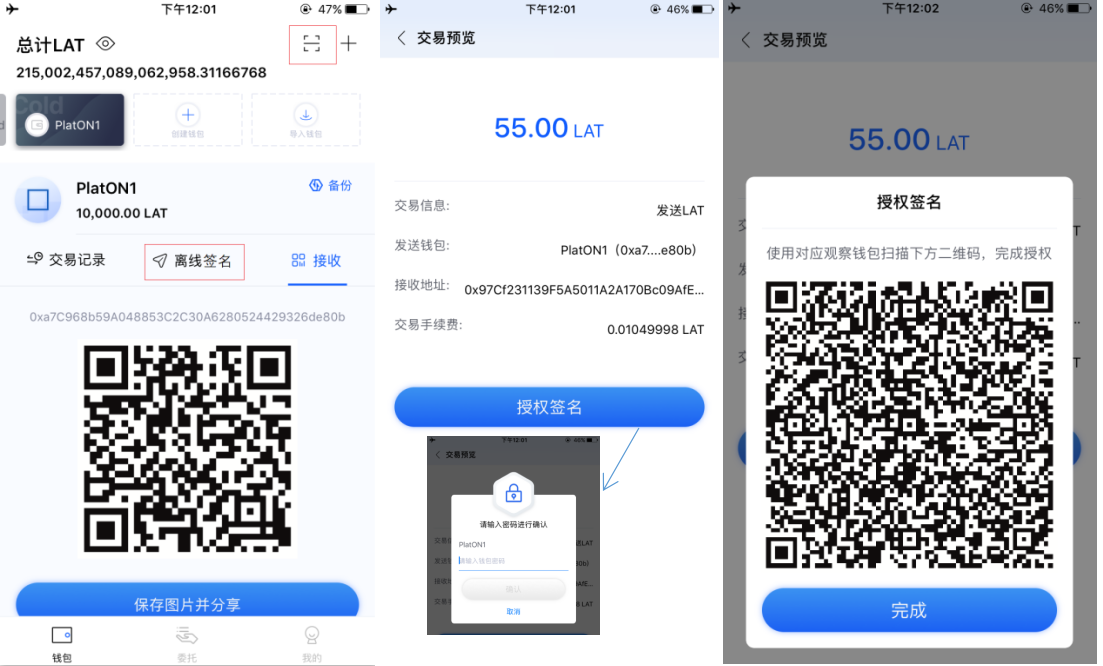 下午12:01
47%
总计LAT
215,002,457,089,062,958.31166768
Cold
PlatON1
创建钱包
导入钱包
PlatON1
备份
10,000.00 LAT
交易记录
离线签名
接收
0xa7C968b59A048853C2C30A6280524429326de80b
保存图片并分享
钱包
委托
我的
下午12:01
46%
交易预览
55.00 LAT
交易信息:
发送LAT
发送钱包:
PlatON1（0xa7....e80b）
接收地址:
0x97Cf231139F5A5011A2A170Bc09AfE...
交易手续费:
0.01049998 LAT
授权签名
下午12:01
46%
交易预览
请输入密码进行确认
PlatON1
请输入钱包密码
确认
取消
下午12:02
46%
交易预览
55.00 LAT
授权签名
使用对应观察钱包扫描下方二维码，完成授权
完成